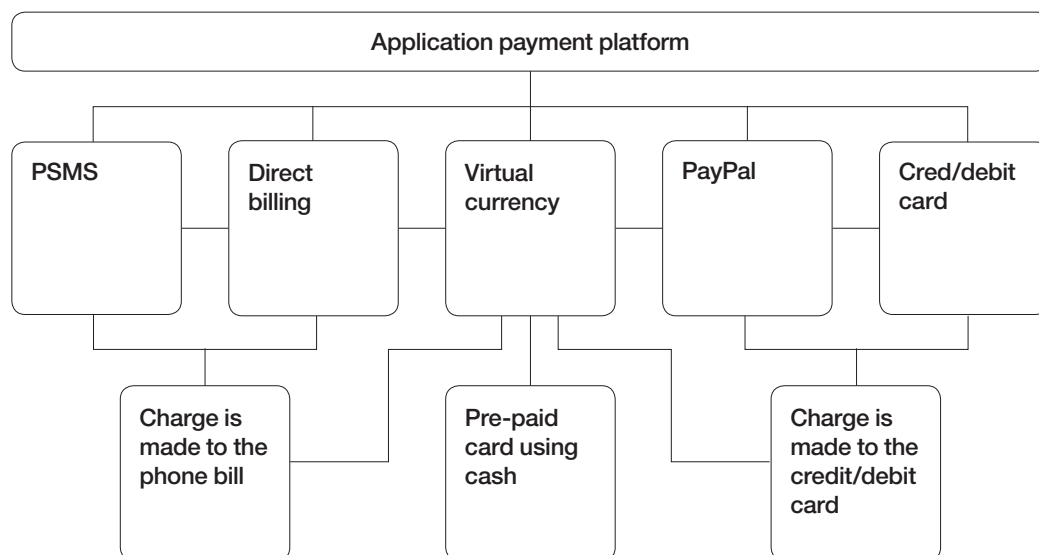 Application payment platform
PSMS
Direct
billing
Virtual
currency
PayPal
Cred/debit
card
Charge is
made to the
phone bill
Pre-paid
card using
cash
Charge is
made to the
credit/debit
card